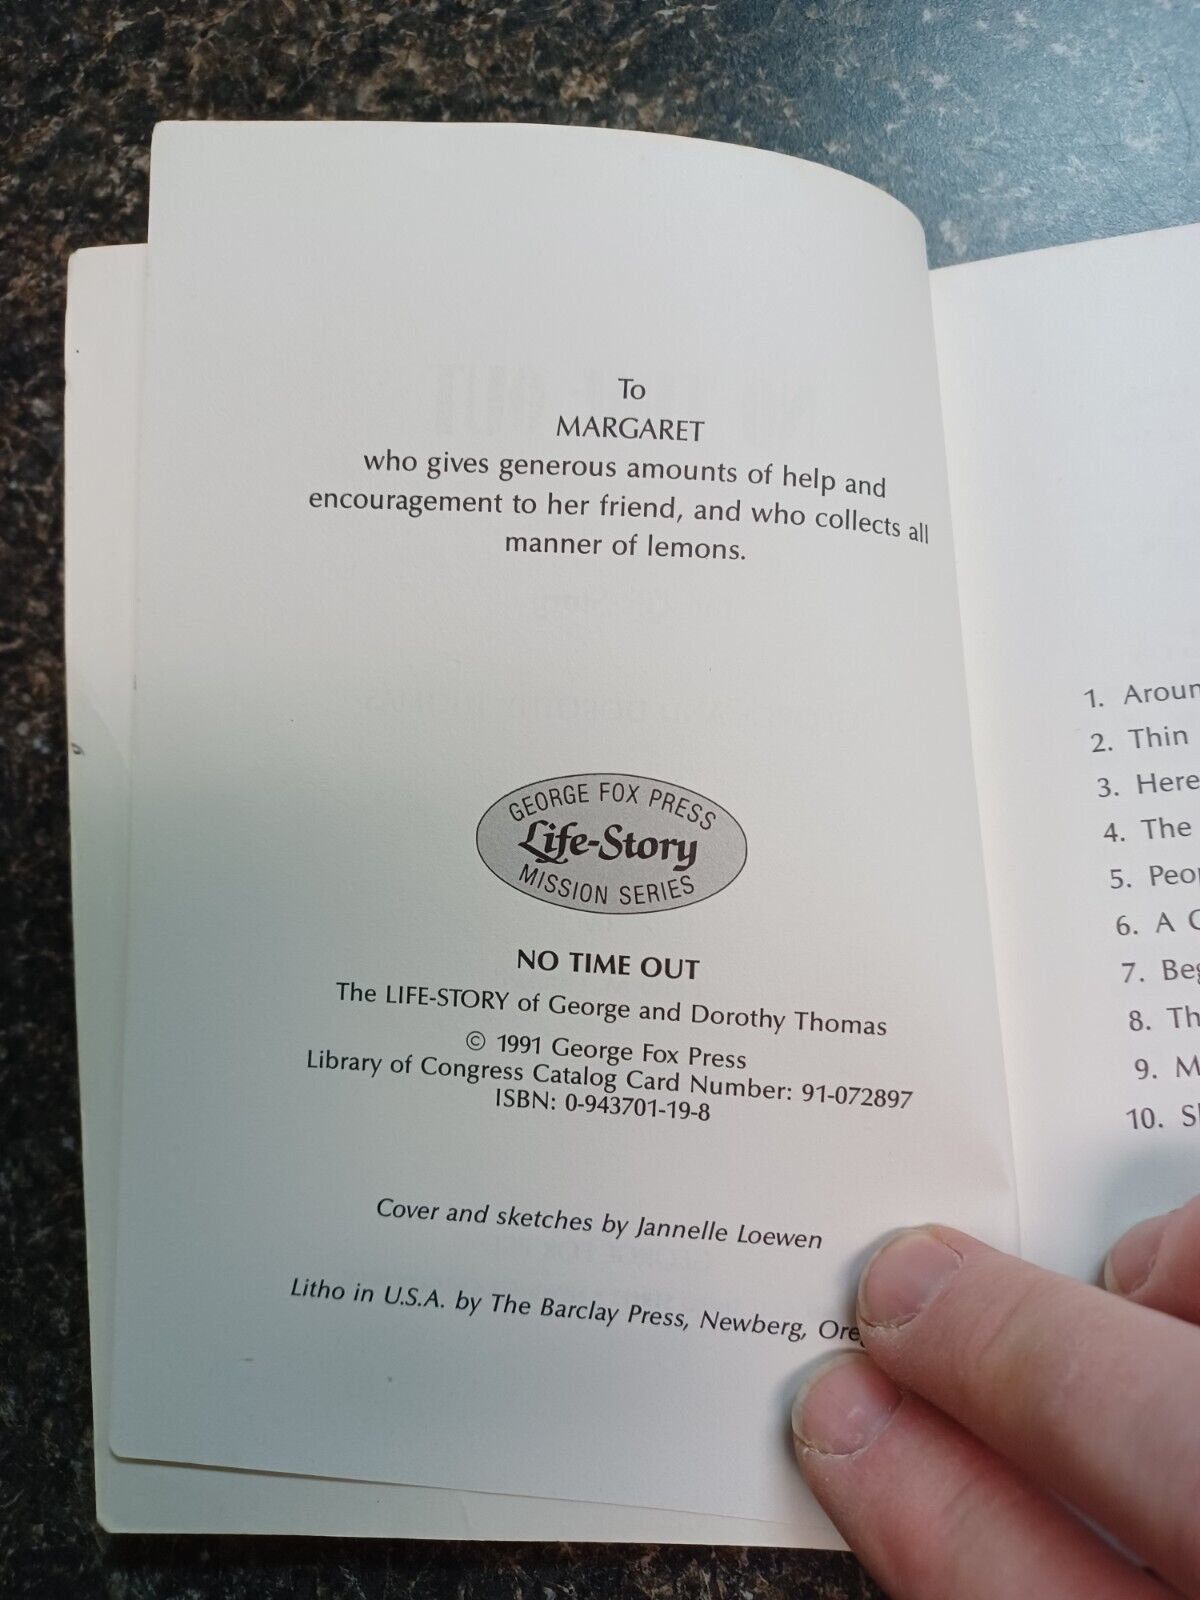 To
MARGARET
who gives generous amounts of help and
encouragement to her friend, and who collects all
manner of lemons.
GEORGE FOX PRESS
Life-Story
MISSION SERIES
NO TIME OUT
The LIFE-STORY of George and Dorothy Thomas
© 1991 George Fox Press
Library of Congress Catalog Card Number: 91-072897
ISBN: 0-943701-19-8
Cover and sketches by Jannelle Loewen
Litho in U.S.A. by The Barclay Press, Newberg,
1.
2. Thin
3. Here
4. The
5.
6. A
7.
8.
9.
10.